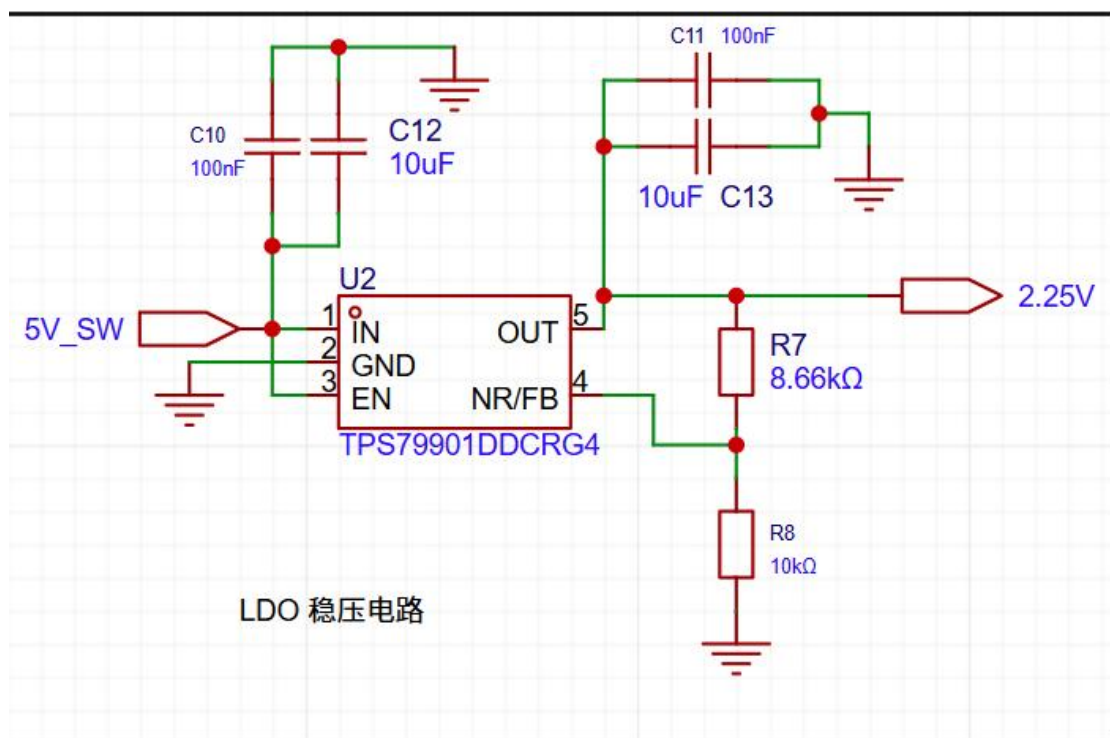 C11 100nF
C10
100nF
C12
10uF
10uF C13
U2
5V_SW
1 IN
2 GND
3 EN
OUT 5
NR/FB 4
TPS79901DDCRG4
2.25V
R7
8.66kΩ
R8
10kΩ
LDO 稳压电路